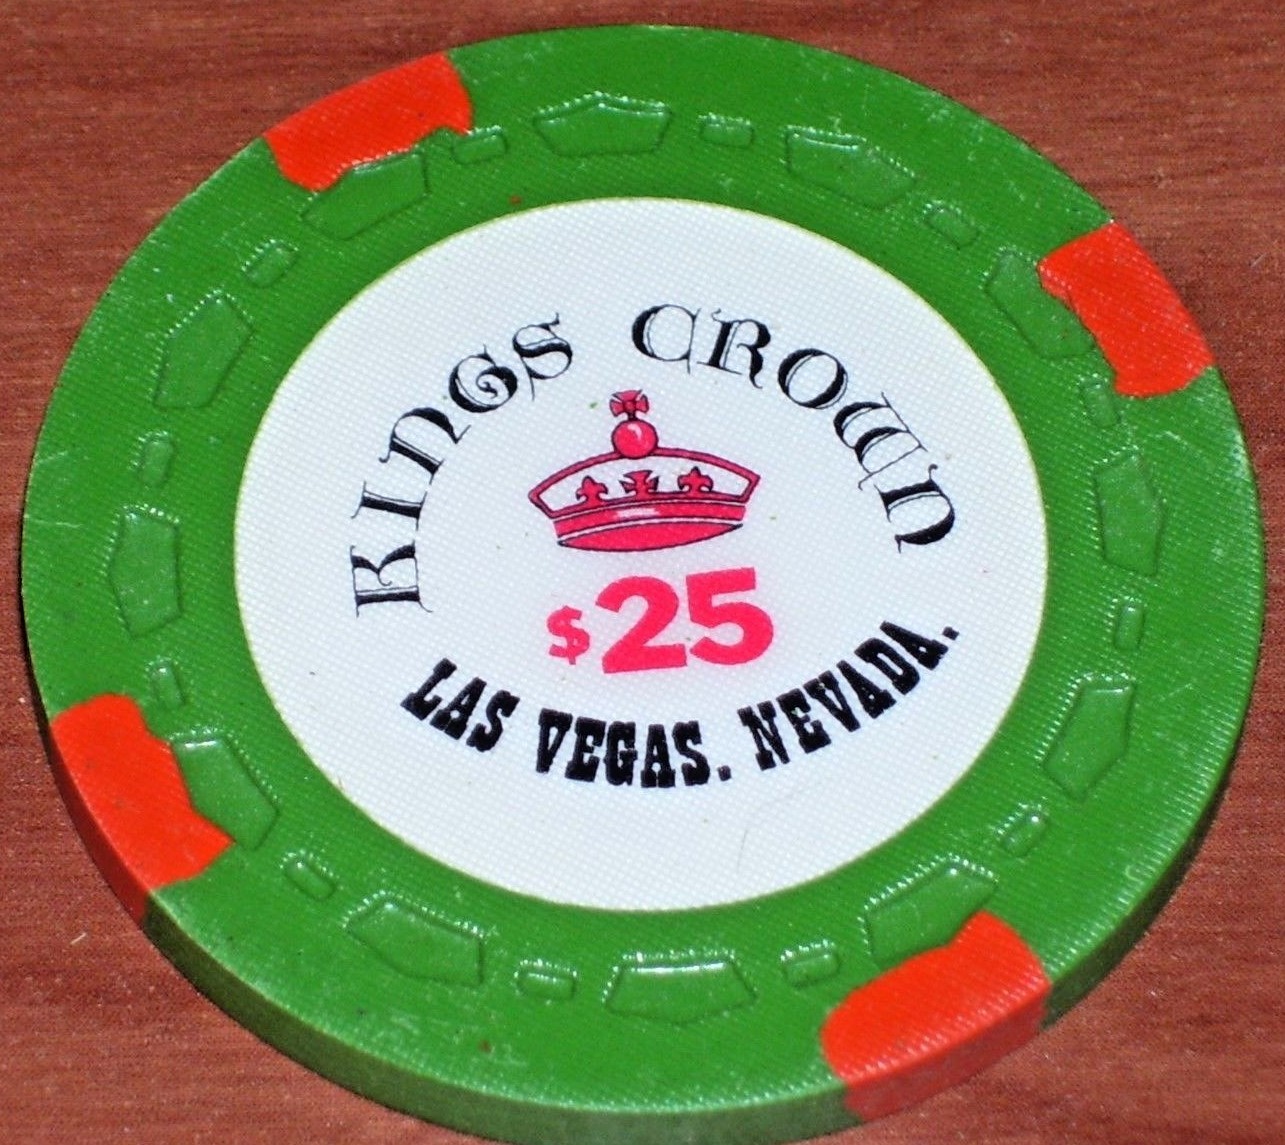 KINGS CROWN
$25
LAS VEGAS. NEVADA.